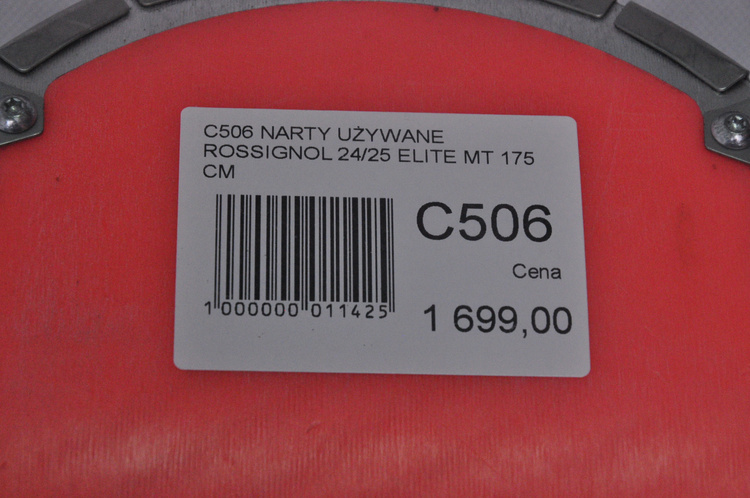 C506 NARTY UŻYWANE
ROSSIGNOL 24/25 ELITE MT 175
CM
C506
Cena
1 000000 011425
1 699,00